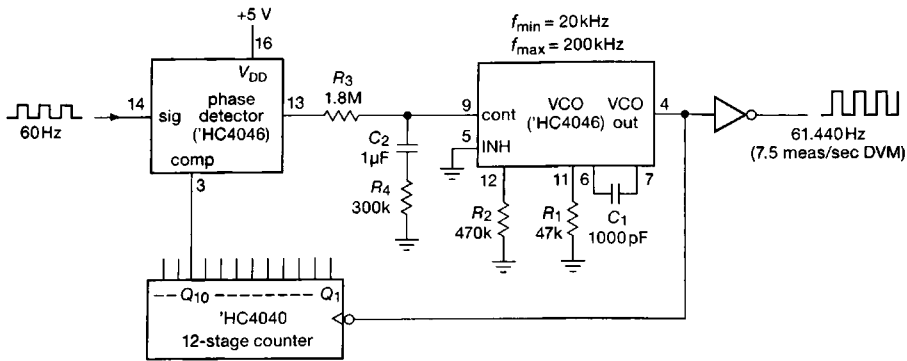 +5 V
16
V_DD
phase
detector
('HC4046)
14
sig
comp
3
13
60 Hz
R3
1.8M
C2
1μF
R4
300k
f_min = 20kHz
f_max = 200kHz
9
cont
5
INH
VCO
('HC4046)
VCO
out
4
12
11
6
7
R2
470k
R1
47k
C1
1000pF
61.440Hz
(7.5 meas/sec DVM)
Q10
Q1
'HC4040
12-stage counter